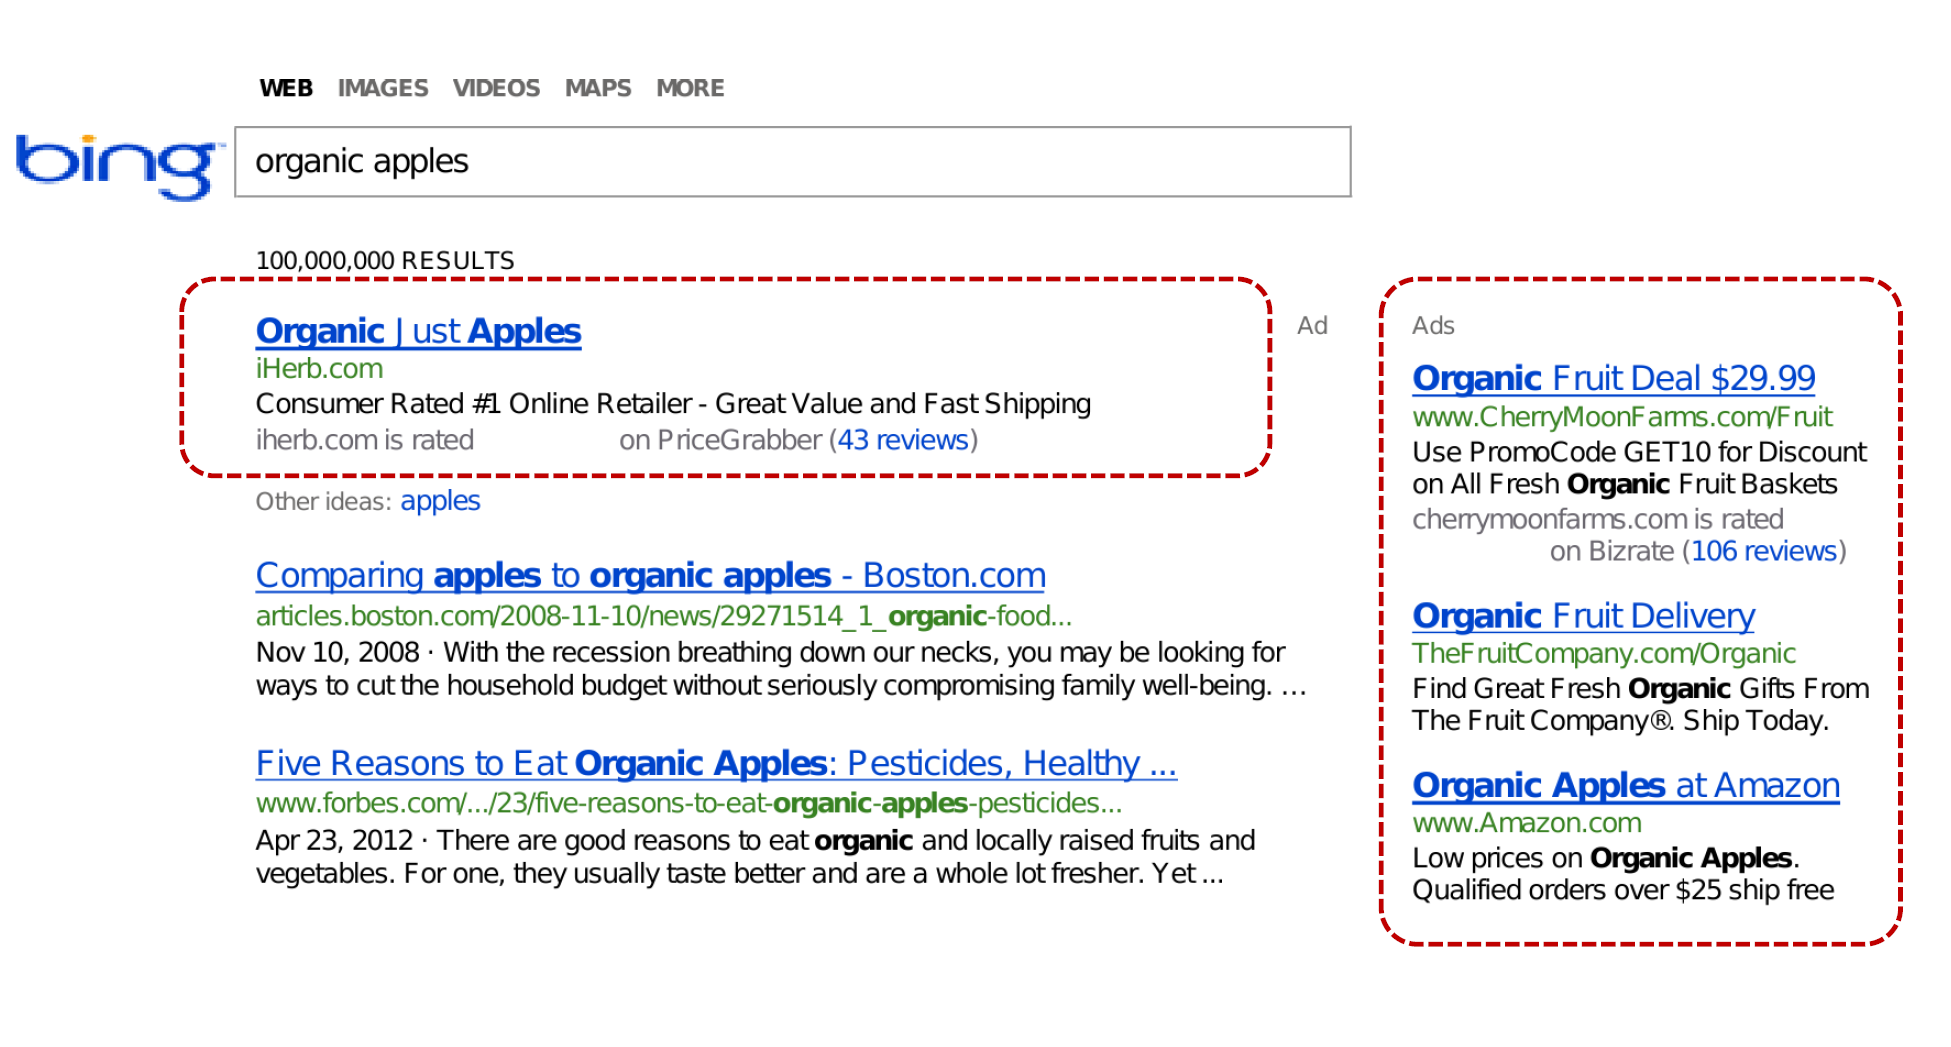 WEB IMAGES VIDEOS MAPS MORE
bing™
organic apples
100,000,000 RESULTS
Organic Just Apples
iHerb.com
Consumer Rated #1 Online Retailer - Great Value and Fast Shipping
iherb.com is rated on PriceGrabber (43 reviews)
Ad
Other ideas: apples
Comparing apples to organic apples - Boston.com
articles.boston.com/2008-11-10/news/29271514_1_organic-food...
Nov 10, 2008 · With the recession breathing down our necks, you may be looking for
ways to cut the household budget without seriously compromising family well-being. ...
Five Reasons to Eat Organic Apples: Pesticides, Healthy ...
www.forbes.com/.../23/five-reasons-to-eat-organic-apples-pesticides...
Apr 23, 2012 · There are good reasons to eat organic and locally raised fruits and
vegetables. For one, they usually taste better and are a whole lot fresher. Yet ...
Ads
Organic Fruit Deal $29.99
www.CherryMoonFarms.com/Fruit
Use PromoCode GET10 for Discount
on All Fresh Organic Fruit Baskets
cherrymoonfarms.com is rated
on Bizrate (106 reviews)
Organic Fruit Delivery
TheFruitCompany.com/Organic
Find Great Fresh Organic Gifts From
The Fruit Company®. Ship Today.
Organic Apples at Amazon
www.Amazon.com
Low prices on Organic Apples.
Qualified orders over $25 ship free